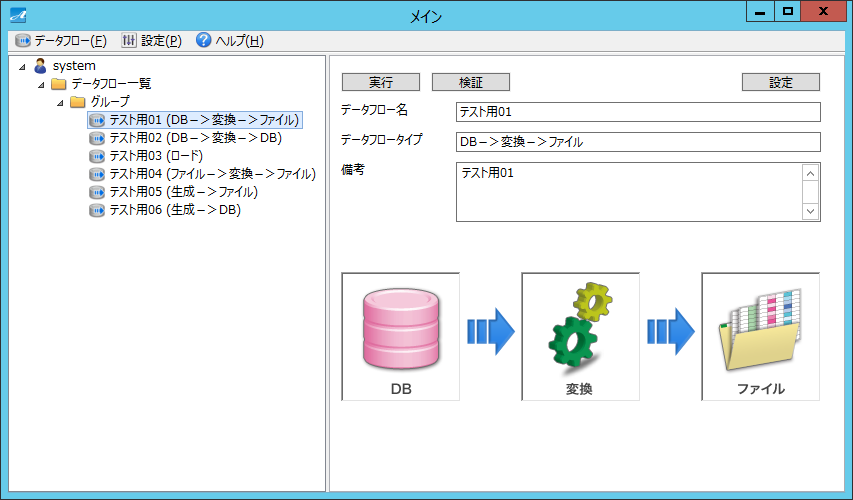 メイン
データフロー(F) 設定(P) ヘルプ(H)
system
データフロー一覧
グループ
テスト用01 (DB－＞変換－＞ファイル)
テスト用02 (DB－＞変換－＞DB)
テスト用03 (ロード)
テスト用04 (ファイル－＞変換－＞ファイル)
テスト用05 (生成－＞ファイル)
テスト用06 (生成－＞DB)
実行 検証 設定
データフロー名 テスト用01
データフロータイプ DB－＞変換－＞ファイル
備考 テスト用01
DB 変換 ファイル